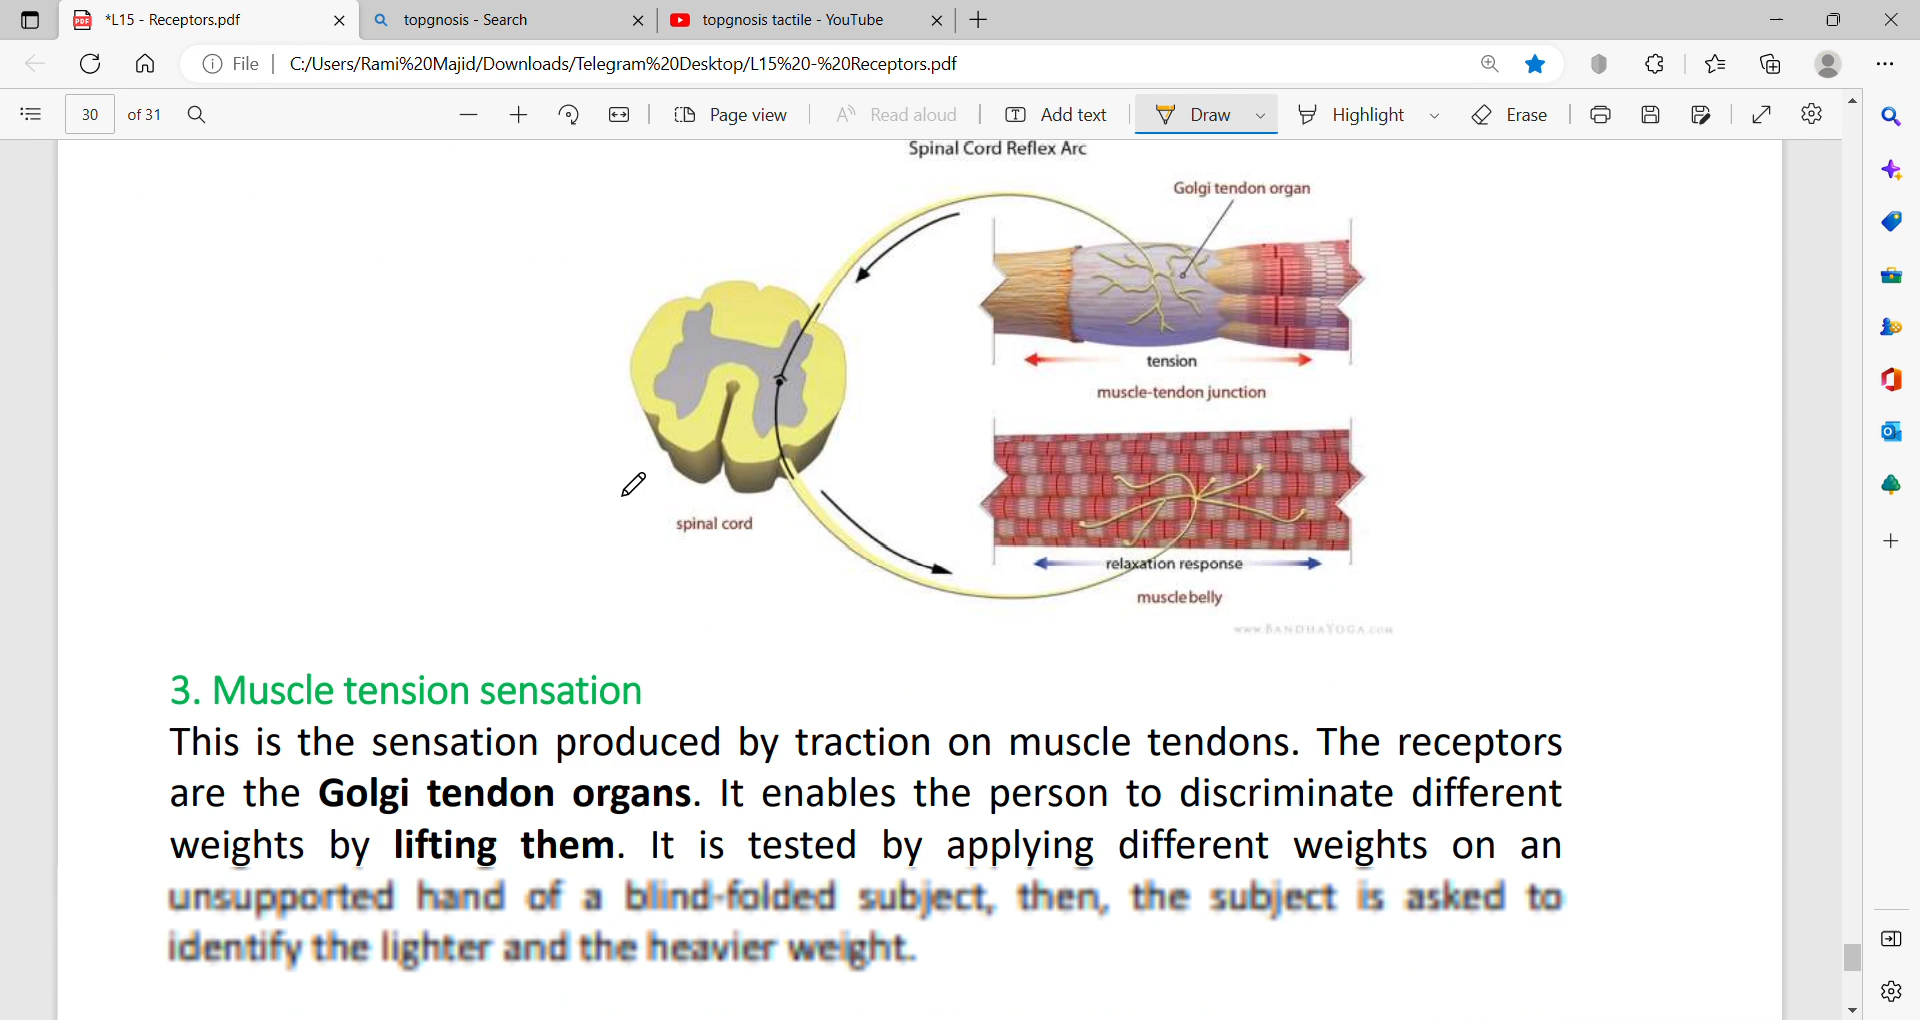 *L15 - Receptors.pdf
topgnosis - Search
topgnosis tactile - YouTube
File
C:/Users/Rami%20Majid/Downloads/Telegram%20Desktop/L15%20-%20Receptors.pdf
30 of 31
Page view
Read aloud
Add text
Draw
Highlight
Erase
Spinal Cord Reflex Arc
Golgi tendon organ
tension
muscle-tendon junction
spinal cord
relaxation response
muscle belly
www.BANDHAYOGA.COM
3. Muscle tension sensation
This is the sensation produced by traction on muscle tendons. The receptors
are the Golgi tendon organs. It enables the person to discriminate different
weights by lifting them. It is tested by applying different weights on an
unsupported hand of a blind-folded subject, then, the subject is asked to
identify the lighter and the heavier weight.